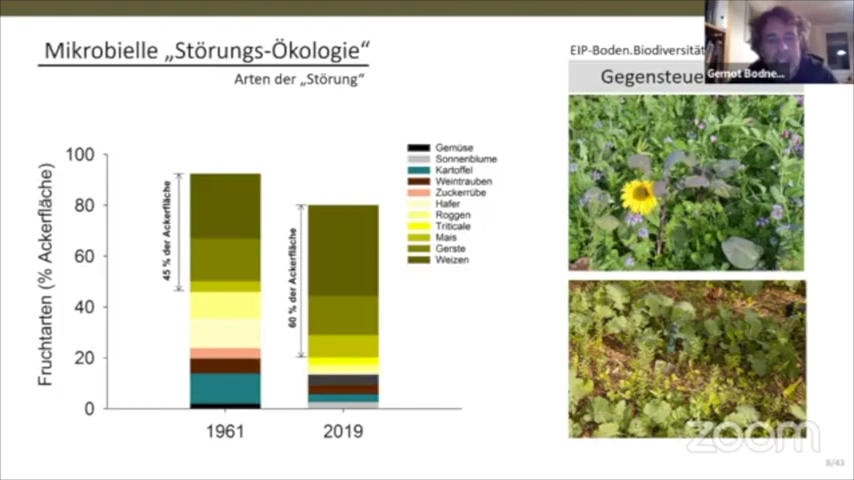 Mikrobielle „Störungs-Ökologie“
Arten der „Störung“
EIP-Boden.Biodiversität
Gegensteue
Gernot Bodne...
Fruchtarten (% Ackerfläche)
100
80
60
40
20
0
45 % der Ackerfläche
60 % der Ackerfläche
1961
2019
Gemüse
Sonnenblume
Kartoffel
Weintrauben
Zuckerrübe
Hafer
Roggen
Triticale
Mais
Gerste
Weizen
zoom
8/43